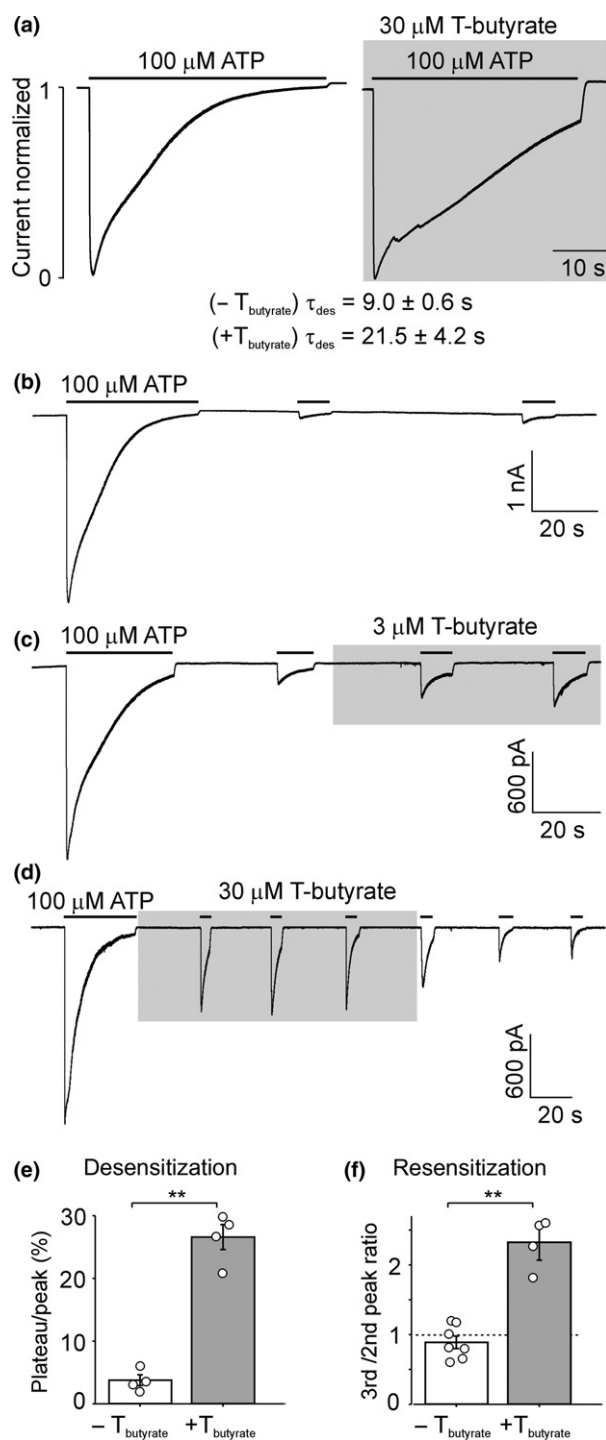 (a)
30 μM T-butyrate
100 μM ATP
100 μM ATP
Current normalized
1
0
10 s
(− Tbutyrate) τdes = 9.0 ± 0.6 s
(+Tbutyrate) τdes = 21.5 ± 4.2 s
(b)
100 μM ATP
1 nA
20 s
(c)
100 μM ATP
3 μM T-butyrate
600 pA
20 s
(d)
100 μM ATP
30 μM T-butyrate
600 pA
20 s
(e) Desensitization
**
Plateau/peak (%)
30
20
10
0
− Tbutyrate +Tbutyrate
(f) Resensitization
**
3rd /2nd peak ratio
2
1
0
− Tbutyrate +Tbutyrate